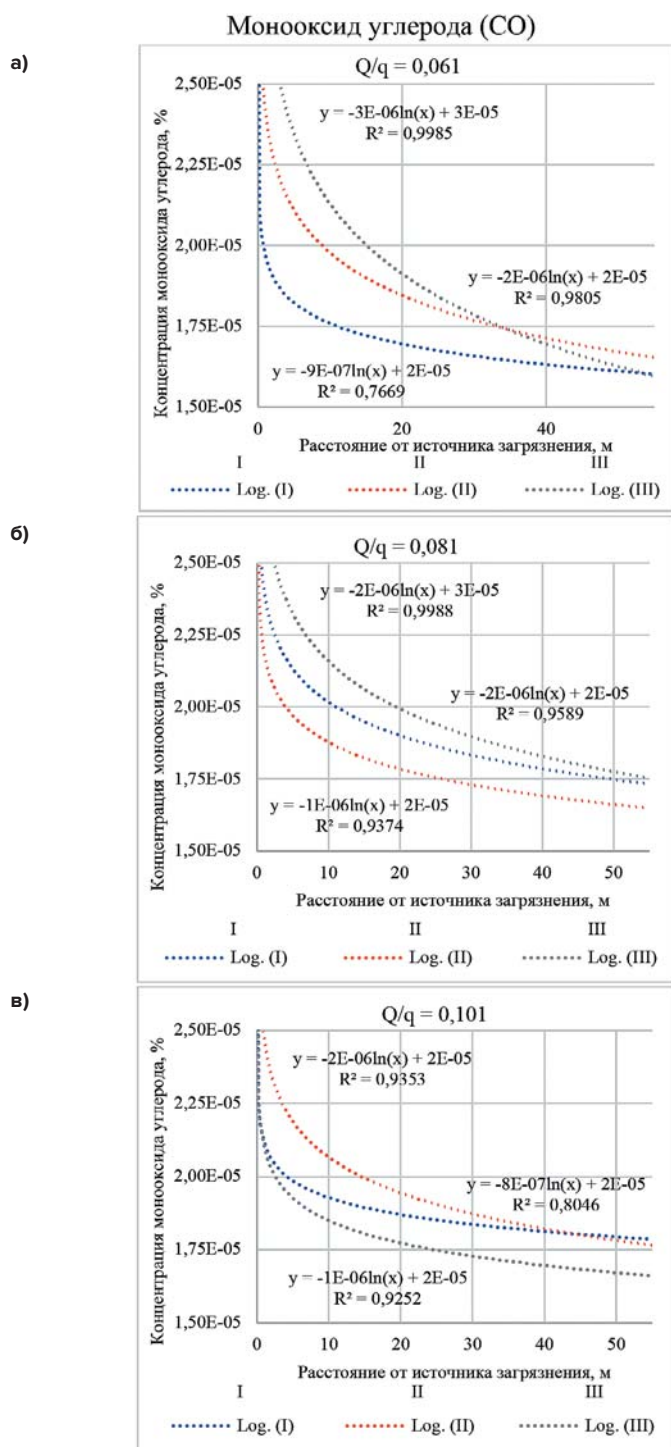 Монооксид углерода (CO)
а)
Q/q = 0,061
Концентрация монооксида углерода, %
2,50E-05
2,25E-05
2,00E-05
1,75E-05
1,50E-05
y = -3E-06ln(x) + 3E-05
R² = 0,9985
y = -2E-06ln(x) + 2E-05
R² = 0,9805
y = -9E-07ln(x) + 2E-05
R² = 0,7669
0 20 40
Расстояние от источника загрязнения, м
I II III
Log. (I) Log. (II) Log. (III)
б)
Q/q = 0,081
Концентрация монооксида углерода, %
2,50E-05
2,25E-05
2,00E-05
1,75E-05
1,50E-05
y = -2E-06ln(x) + 3E-05
R² = 0,9988
y = -2E-06ln(x) + 2E-05
R² = 0,9589
y = -1E-06ln(x) + 2E-05
R² = 0,9374
0 10 20 30 40 50
Расстояние от источника загрязнения, м
I II III
Log. (I) Log. (II) Log. (III)
в)
Q/q = 0,101
Концентрация монооксида углерода, %
2,50E-05
2,25E-05
2,00E-05
1,75E-05
1,50E-05
y = -2E-06ln(x) + 2E-05
R² = 0,9353
y = -8E-07ln(x) + 2E-05
R² = 0,8046
y = -1E-06ln(x) + 2E-05
R² = 0,9252
0 10 20 30 40 50
Расстояние от источника загрязнения, м
I II III
Log. (I) Log. (II) Log. (III)